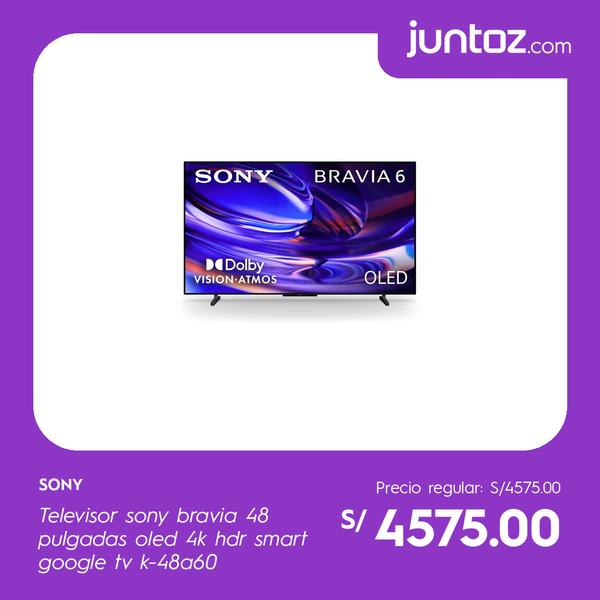 juntoz.com
SONY BRAVIA 6
Dolby
VISION·ATMOS
OLED
SONY
Televisor sony bravia 48
pulgadas oled 4k hdr smart
google tv k-48a60
Precio regular: S/4575.00
S/ 4575.00